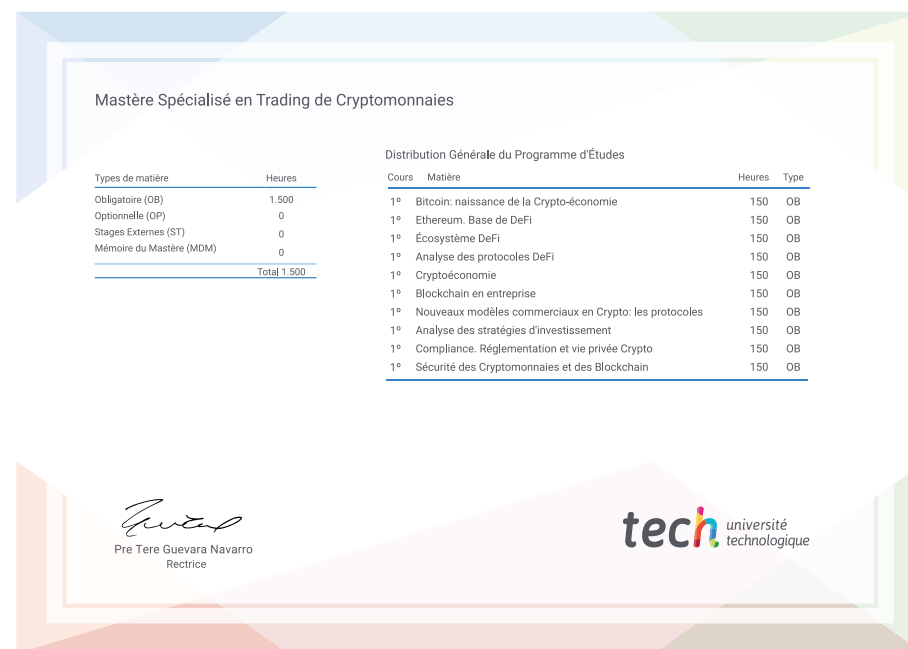 Mastère Spécialisé en Trading de Cryptomonnaies
Types de matière Heures
Obligatoire (OB) 1.500
Optionnelle (OP) 0
Stages Externes (ST) 0
Mémoire du Mastère (MDM) 0
Total 1.500
Distribution Générale du Programme d'Études
Cours Matière Heures Type
1º Bitcoin: naissance de la Crypto-économie 150 OB
1º Ethereum. Base de DeFi 150 OB
1º Écosystème DeFi 150 OB
1º Analyse des protocoles DeFi 150 OB
1º Cryptoéconomie 150 OB
1º Blockchain en entreprise 150 OB
1º Nouveaux modèles commerciaux en Crypto: les protocoles 150 OB
1º Analyse des stratégies d'investissement 150 OB
1º Compliance. Réglementation et vie privée Crypto 150 OB
1º Sécurité des Cryptomonnaies et des Blockchain 150 OB
Pre Tere Guevara Navarro
Rectrice
tech université
technologique